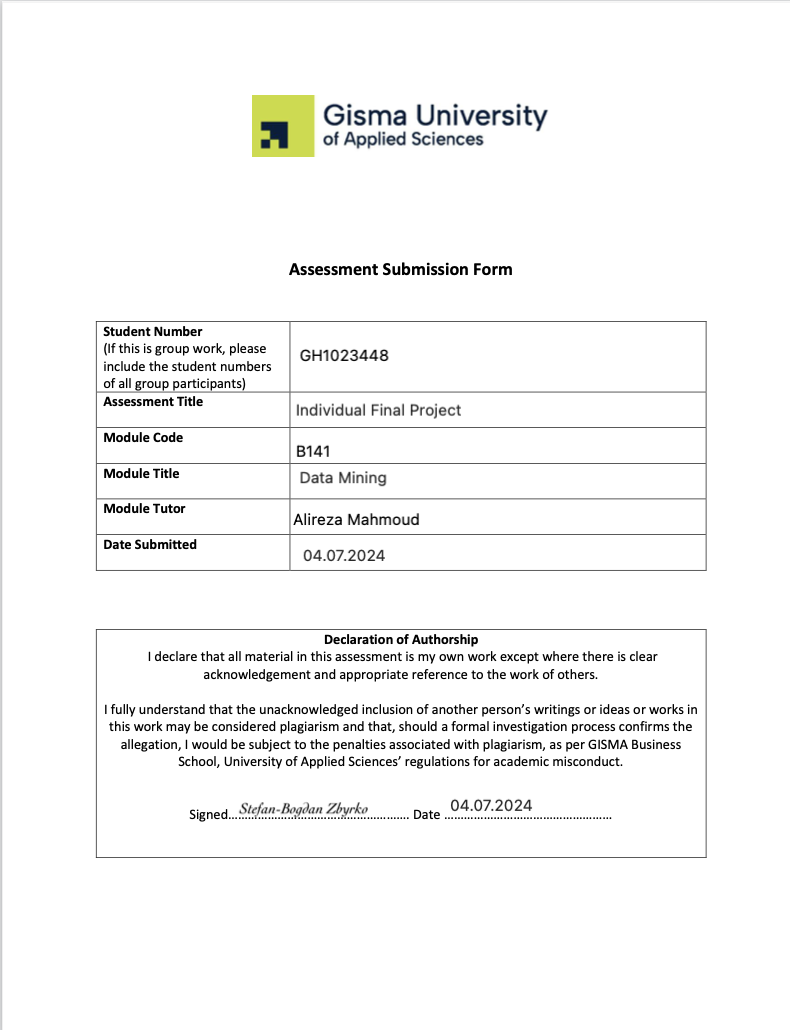 Gisma University
of Applied Sciences
Assessment Submission Form
Student Number
(If this is group work, please
include the student numbers
of all group participants)
GH1023448
Assessment Title
Individual Final Project
Module Code
B141
Module Title
Data Mining
Module Tutor
Alireza Mahmoud
Date Submitted
04.07.2024
Declaration of Authorship
I declare that all material in this assessment is my own work except where there is clear
acknowledgement and appropriate reference to the work of others.
I fully understand that the unacknowledged inclusion of another person's writings or ideas or works in
this work may be considered plagiarism and that, should a formal investigation process confirms the
allegation, I would be subject to the penalties associated with plagiarism, as per GISMA Business
School, University of Applied Sciences' regulations for academic misconduct.
Signed... Stefan-Bogdan Zbyrko ... Date ... 04.07.2024 ...